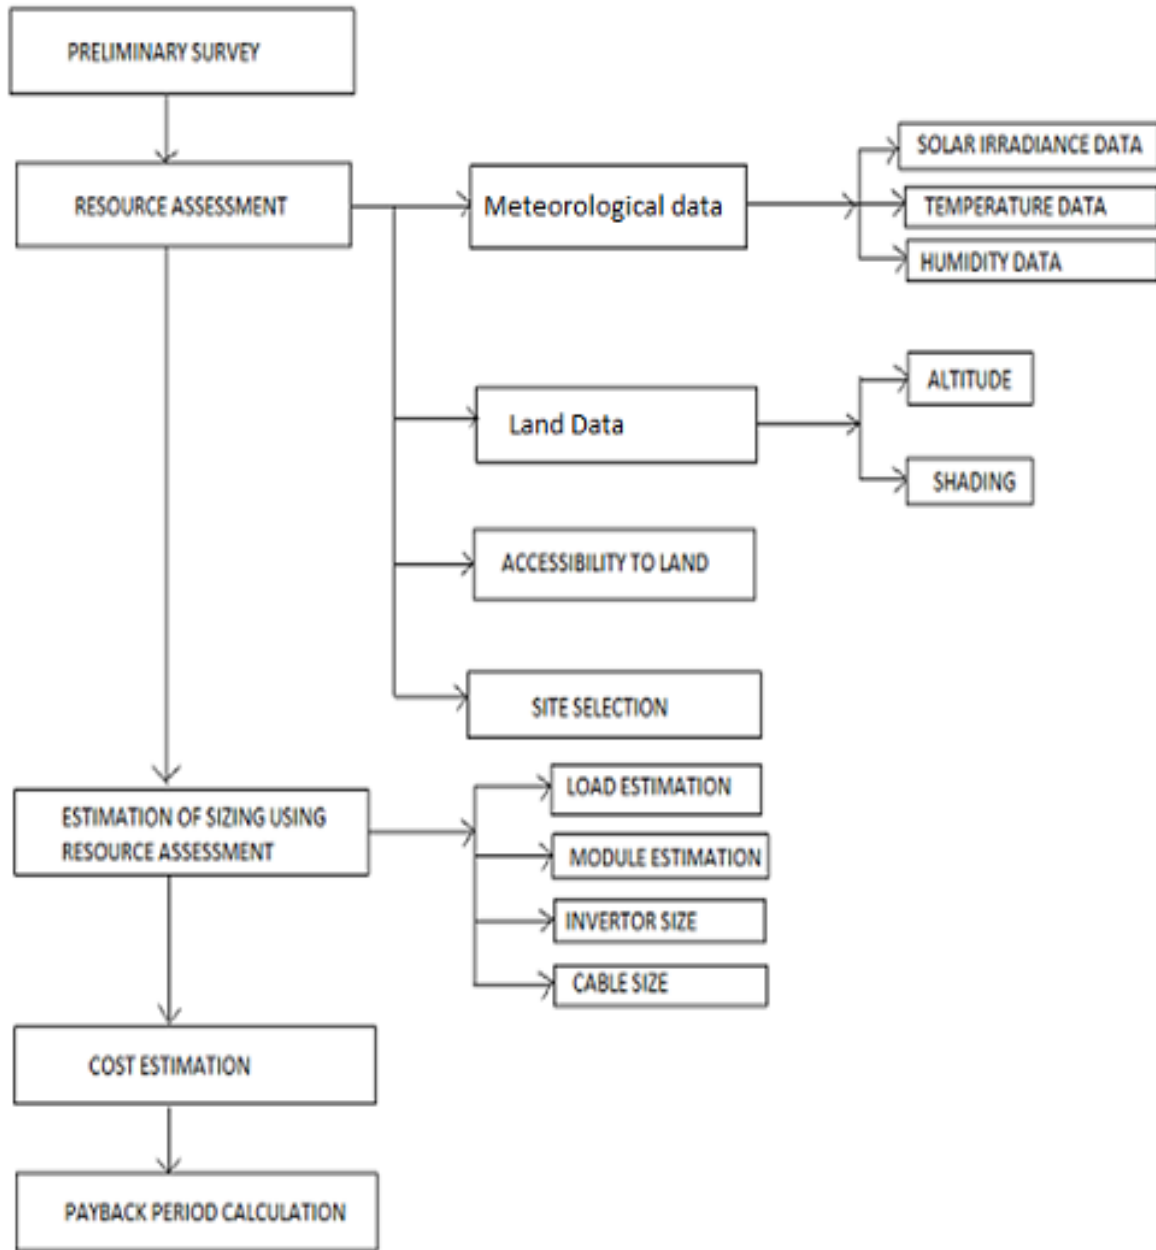 PRELIMINARY SURVEY
RESOURCE ASSESSMENT
Meteorological data
SOLAR IRRADIANCE DATA
TEMPERATURE DATA
HUMIDITY DATA
Land Data
ALTITUDE
SHADING
ACCESSIBILITY TO LAND
SITE SELECTION
ESTIMATION OF SIZING USING
RESOURCE ASSESSMENT
LOAD ESTIMATION
MODULE ESTIMATION
INVERTOR SIZE
CABLE SIZE
COST ESTIMATION
PAYBACK PERIOD CALCULATION